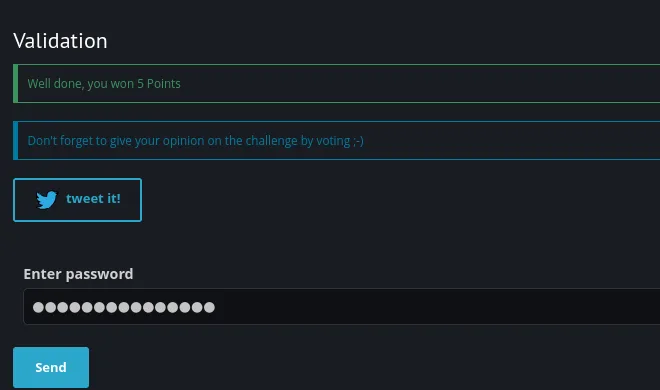 Validation
Well done, you won 5 Points
Don't forget to give your opinion on the challenge by voting ;-)
tweet it!
Enter password
●●●●●●●●●●●●●●●
Send